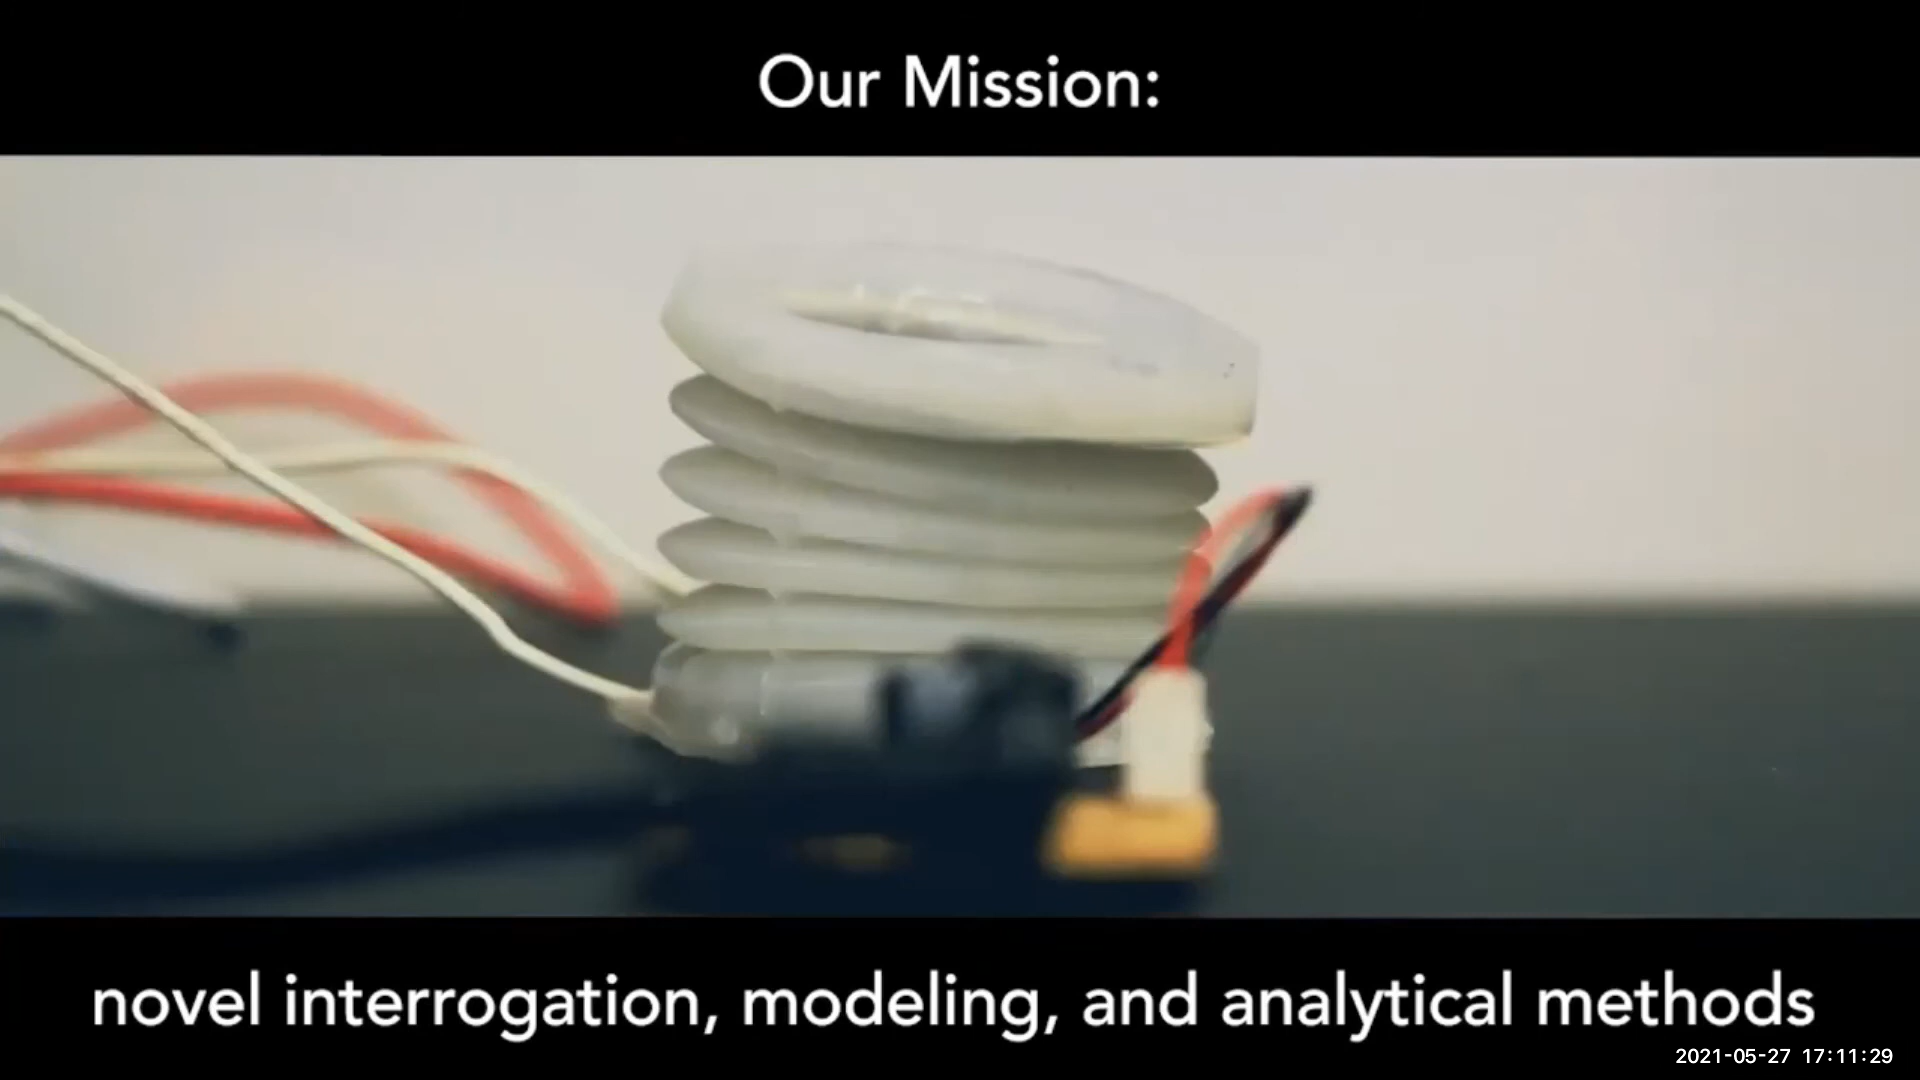 Our Mission:
novel interrogation, modeling, and analytical methods
2021-05-27 17:11:29